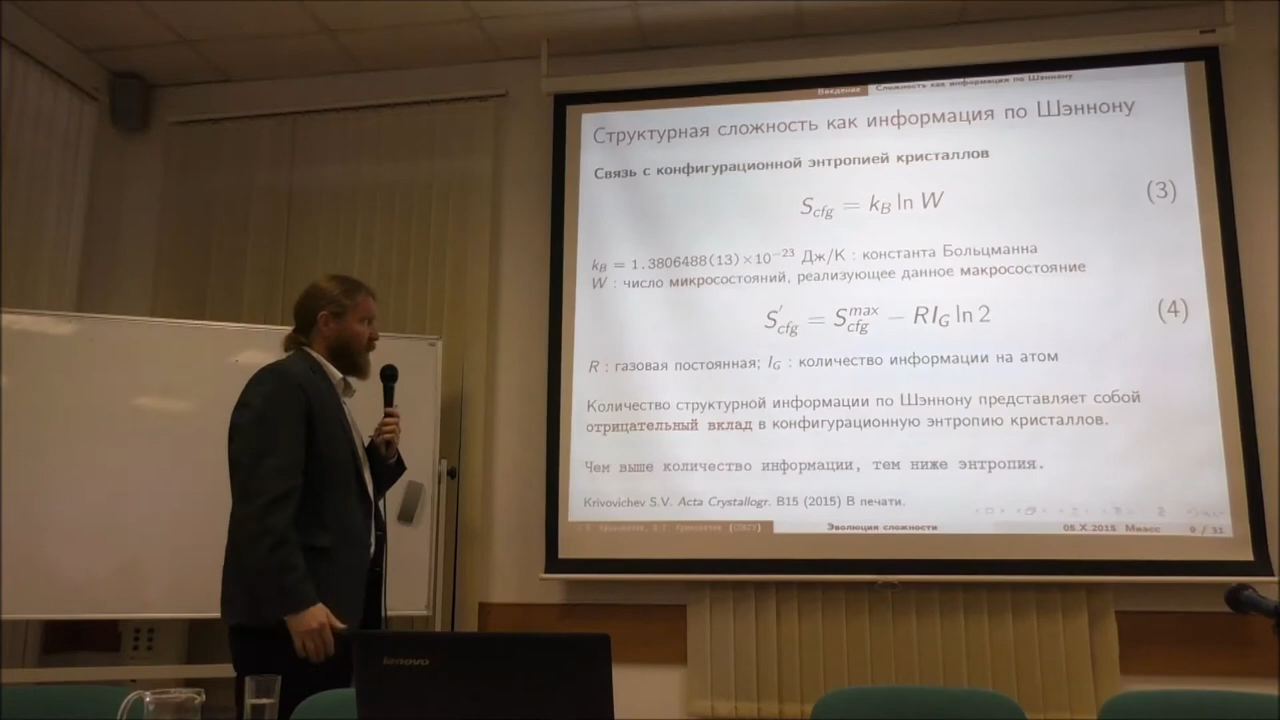 Введение Сложность как информация по Шэннону
Структурная сложность как информация по Шэннону
Связь с конфигурационной энтропией кристаллов
S_cfg = k_B ln W (3)
k_B = 1.3806488(13)×10^−23 Дж/К : константа Больцманна
W : число микросостояний, реализующее данное макросостояние
S′_cfg = S^max_cfg − RI_G ln 2 (4)
R : газовая постоянная; I_G : количество информации на атом
Количество структурной информации по Шэннону представляет собой
отрицательный вклад в конфигурационную энтропию кристаллов.
Чем выше количество информации, тем ниже энтропия.
Krivovichev S.V. Acta Crystallogr. B15 (2015) В печати.
Эволюция сложности 05.X.2015 Миасс 9 / 31
lenovo